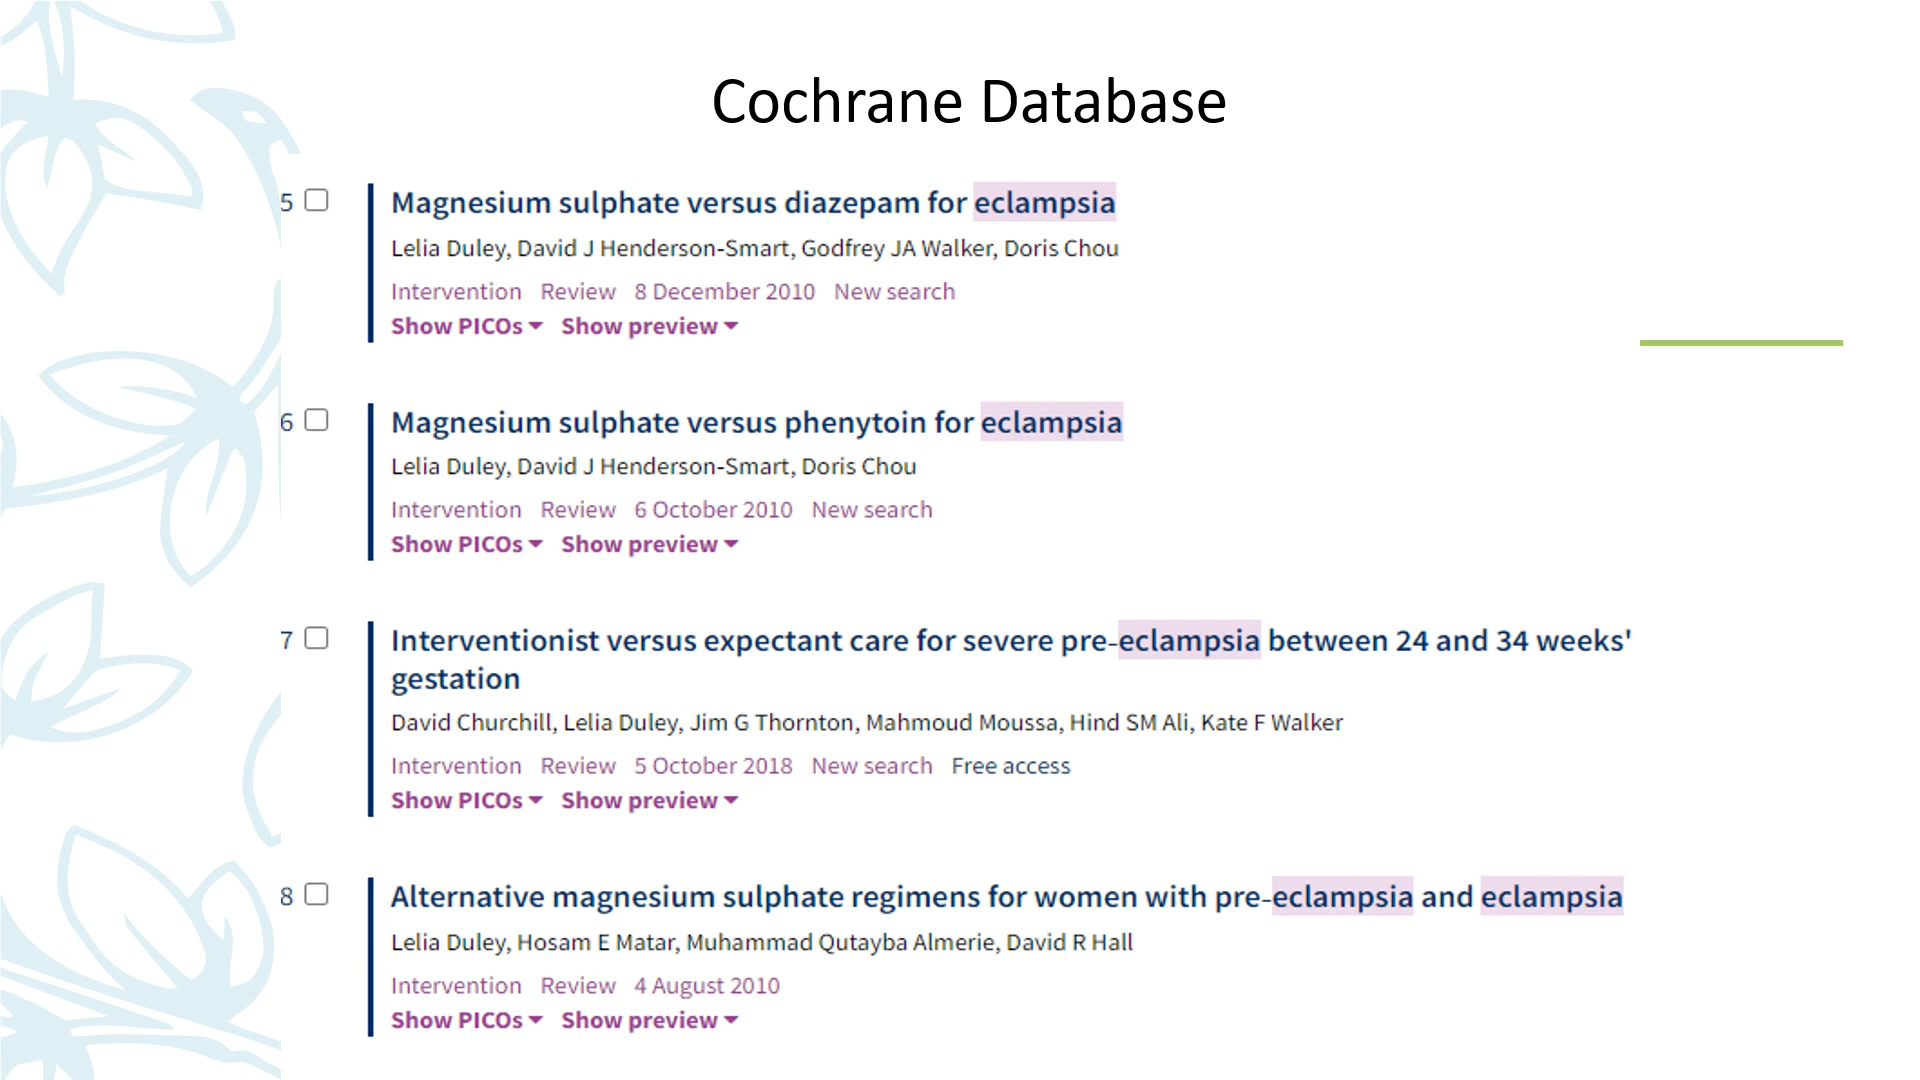 Cochrane Database
5 Magnesium sulphate versus diazepam for eclampsia
Lelia Duley, David J Henderson-Smart, Godfrey JA Walker, Doris Chou
Intervention Review 8 December 2010 New search
Show PICOs Show preview
6 Magnesium sulphate versus phenytoin for eclampsia
Lelia Duley, David J Henderson-Smart, Doris Chou
Intervention Review 6 October 2010 New search
Show PICOs Show preview
7 Interventionist versus expectant care for severe pre-eclampsia between 24 and 34 weeks'
gestation
David Churchill, Lelia Duley, Jim G Thornton, Mahmoud Moussa, Hind SM Ali, Kate F Walker
Intervention Review 5 October 2018 New search Free access
Show PICOs Show preview
8 Alternative magnesium sulphate regimens for women with pre-eclampsia and eclampsia
Lelia Duley, Hosam E Matar, Muhammad Qutayba Almerie, David R Hall
Intervention Review 4 August 2010
Show PICOs Show preview